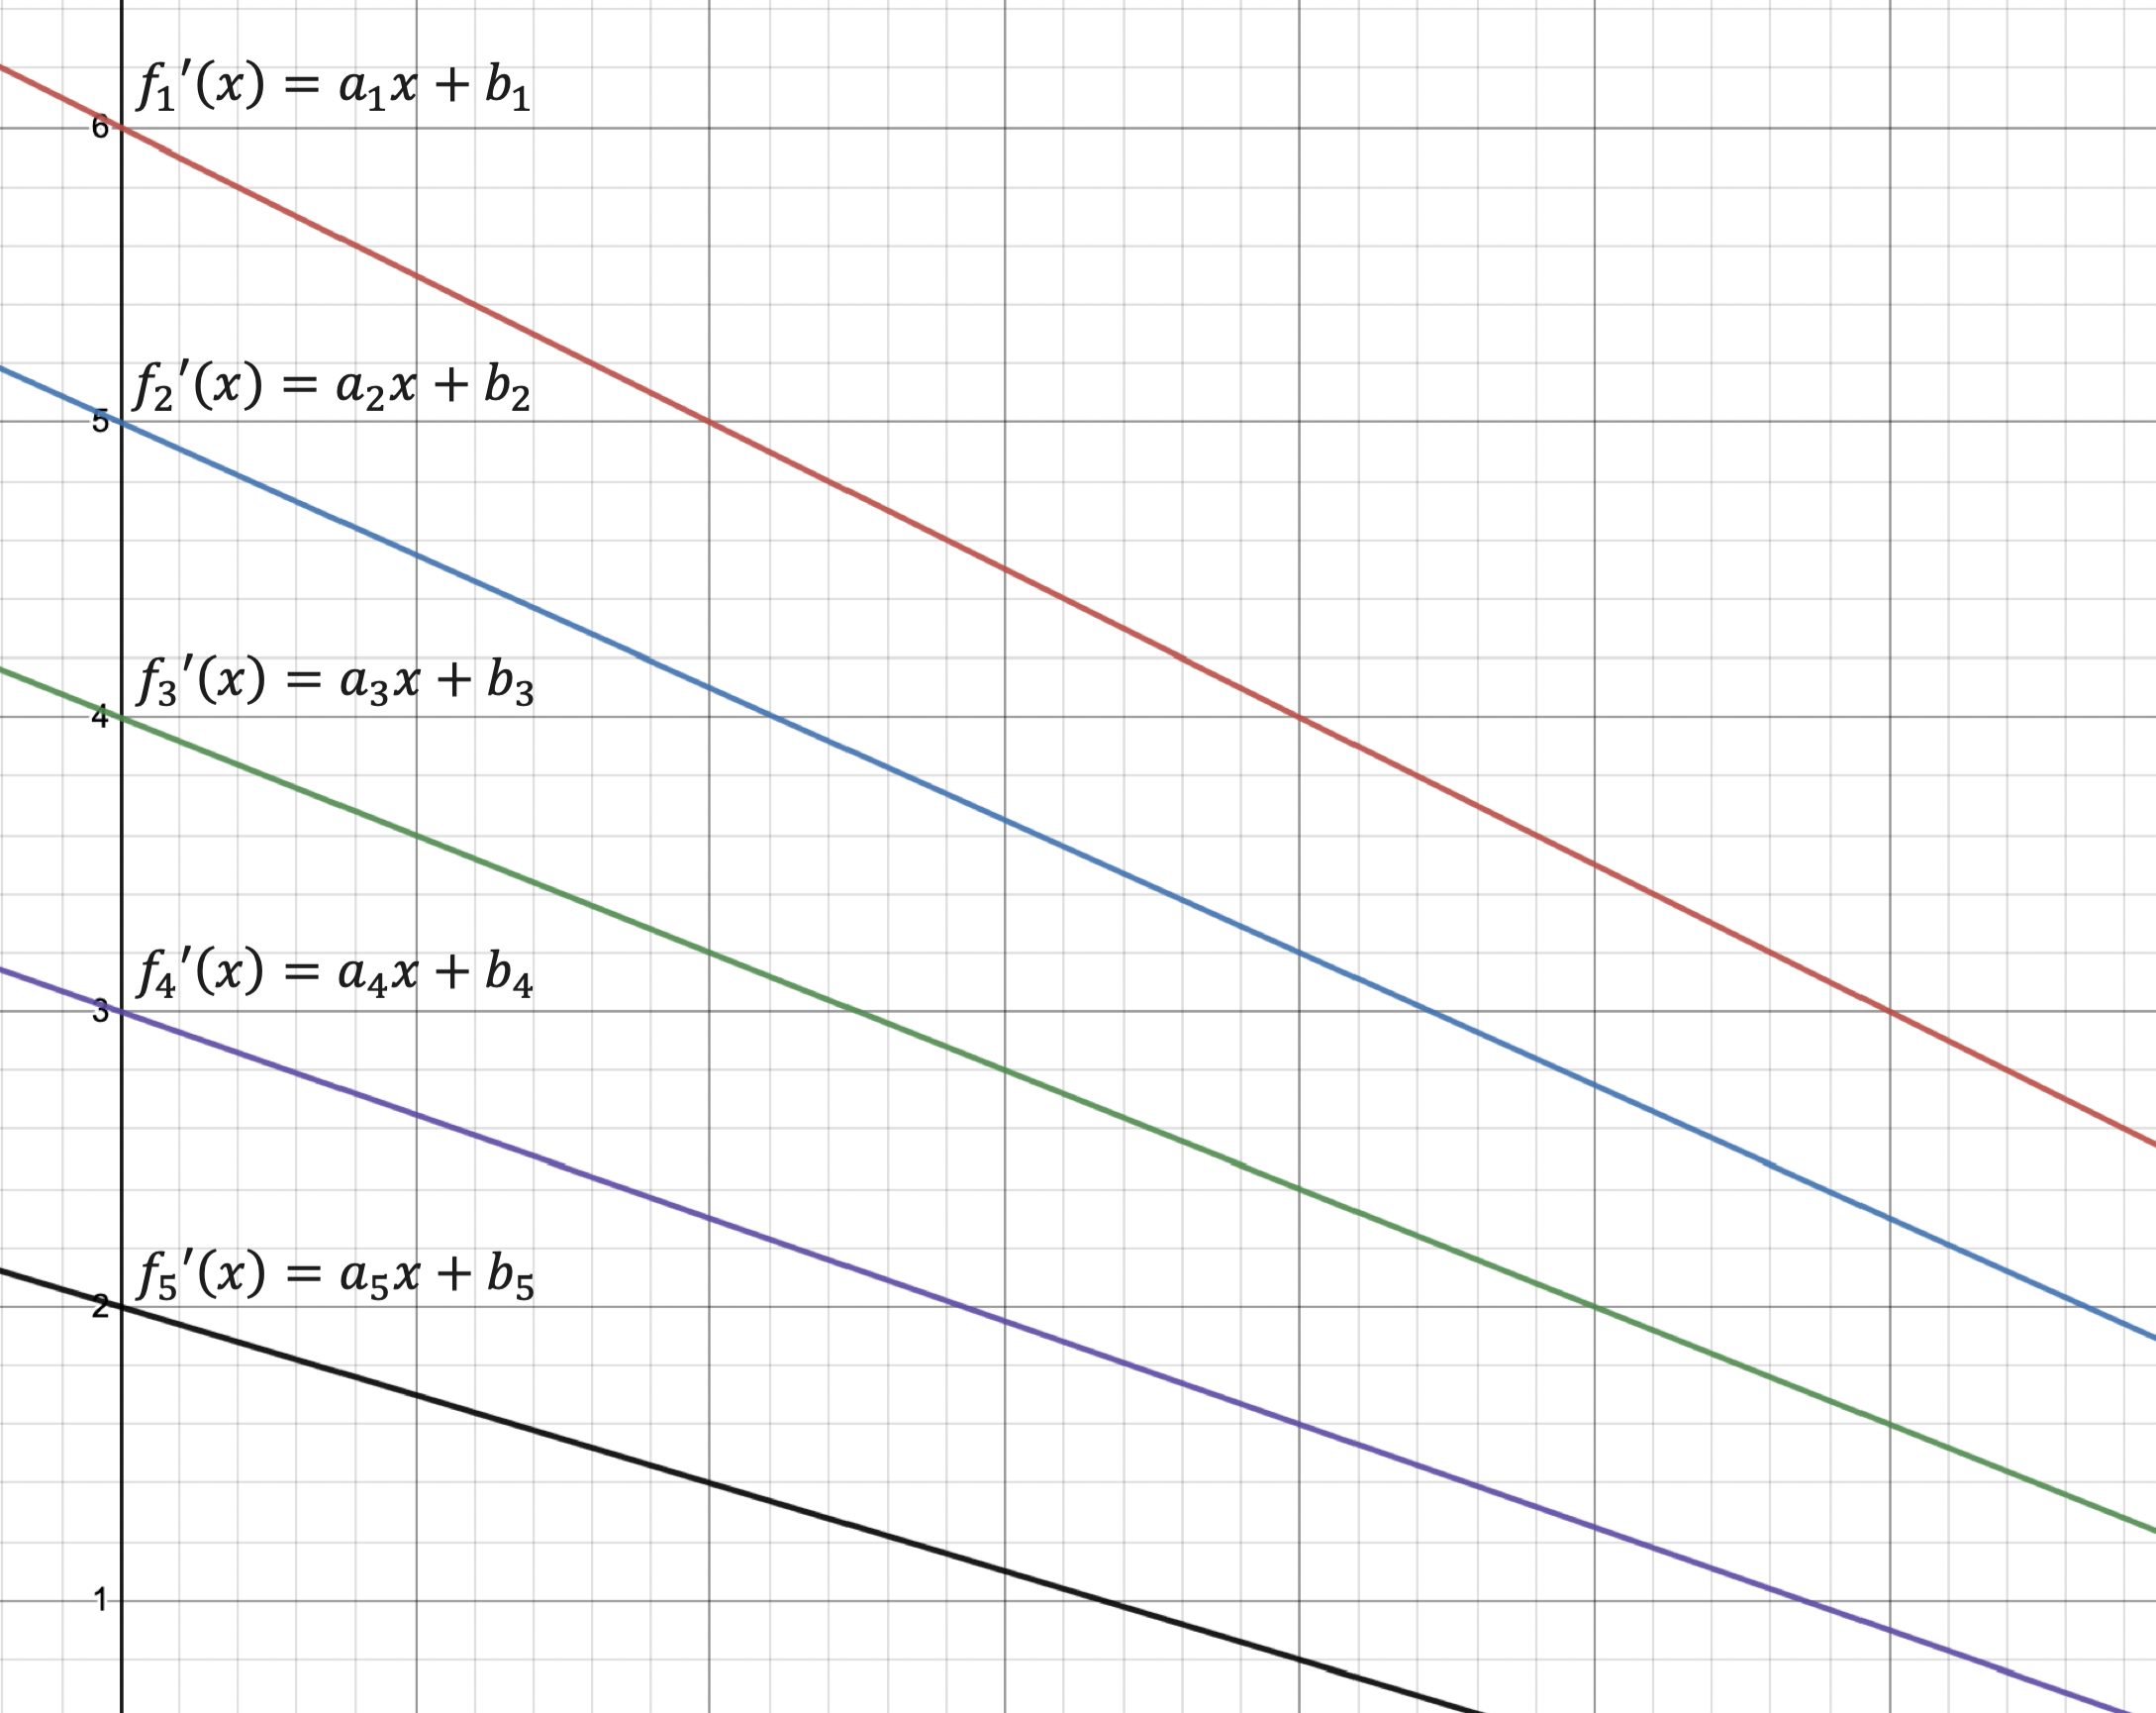 f₁′(x) = a₁x + b₁
6
f₂′(x) = a₂x + b₂
5
f₃′(x) = a₃x + b₃
4
f₄′(x) = a₄x + b₄
3
f₅′(x) = a₅x + b₅
2
1